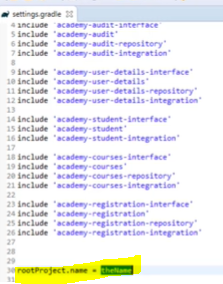 settings.gradle
4 include 'academy-audit-interface'
5 include 'academy-audit'
6 include 'academy-audit-repository'
7 include 'academy-audit-integration'
8
9 include 'academy-user-details-interface'
10 include 'academy-user-details'
11 include 'academy-user-details-repository'
12 include 'academy-user-details-integration'
13
14 include 'academy-student-interface'
15 include 'academy-student'
16 include 'academy-student-integration'
17
18 include 'academy-courses-interface'
19 include 'academy-courses'
20 include 'academy-courses-repository'
21 include 'academy-courses-integration'
22
23 include 'academy-registration-interface'
24 include 'academy-registration'
25 include 'academy-registration-repository'
26 include 'academy-registration-integration'
27
28
29
30 rootProject.name = theName
31